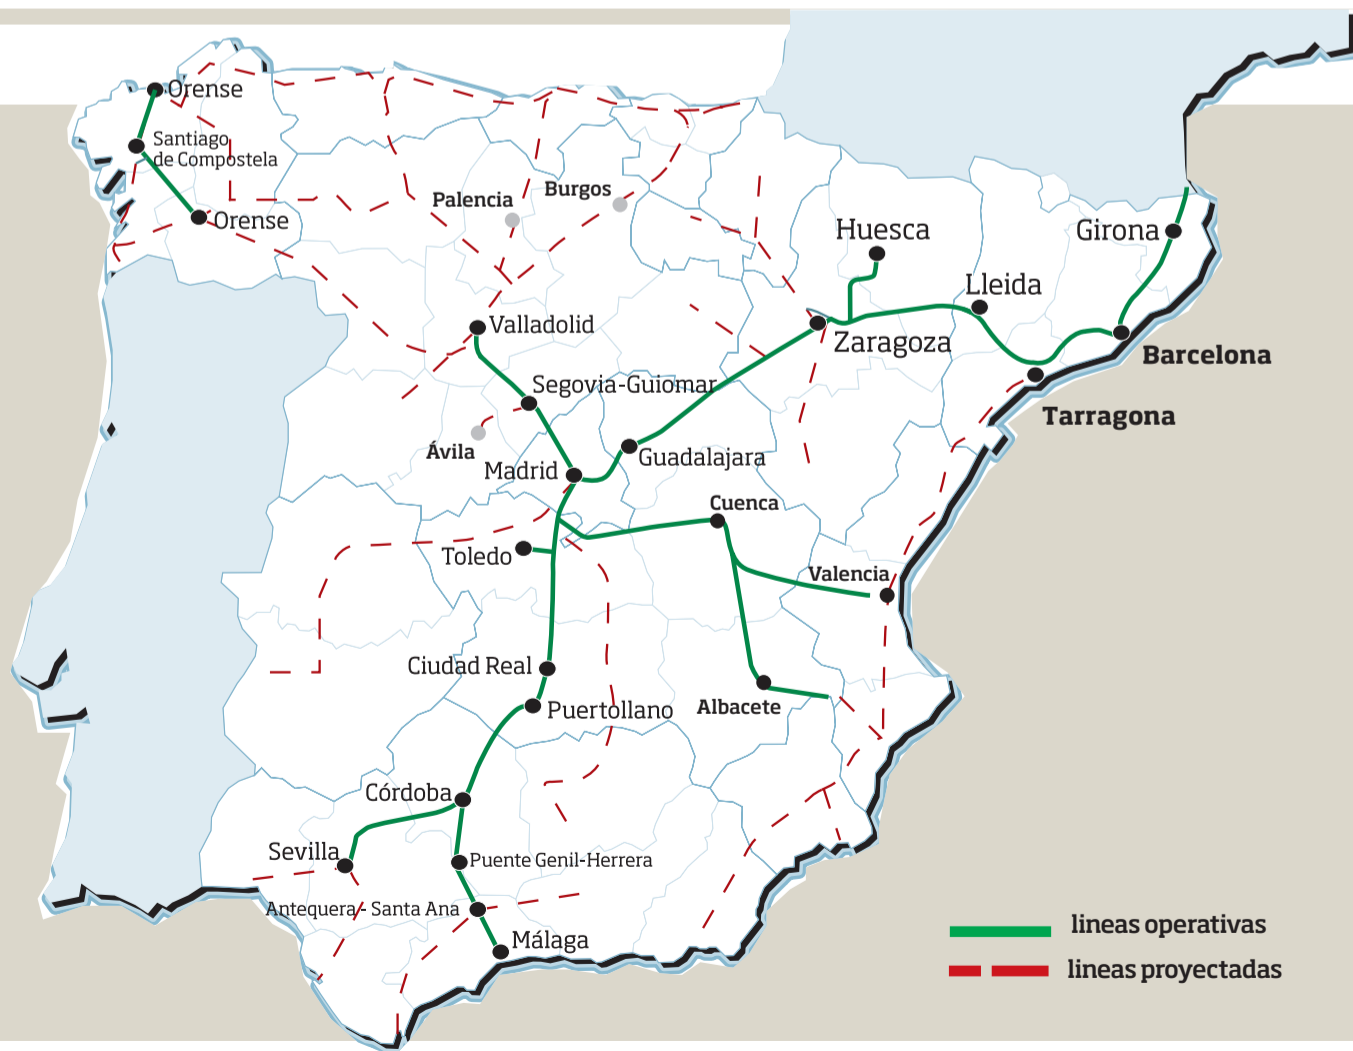 Orense
Santiago
de Compostela
Orense
Palencia
Burgos
Huesca
Girona
Lleida
Valladolid
Zaragoza
Barcelona
Segovia-Guiomar
Tarragona
Ávila
Madrid
Guadalajara
Cuenca
Toledo
Valencia
Ciudad Real
Puertollano
Albacete
Córdoba
Sevilla
Puente Genil-Herrera
Antequera - Santa Ana
Málaga
lineas operativas
lineas proyectadas